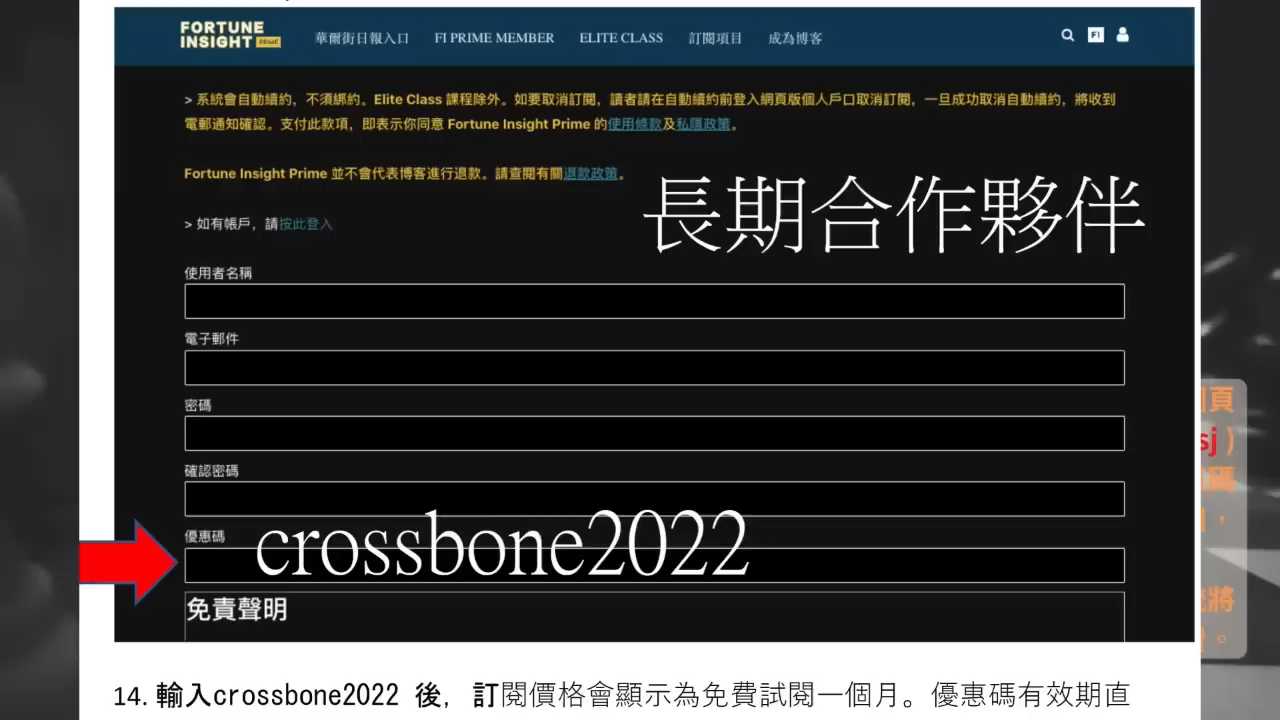 FORTUNE
INSIGHT PRIME
華爾街日報入口 FI PRIME MEMBER ELITE CLASS 訂閱項目 成為博客 FI
> 系統會自動續約，不須綁約。Elite Class 課程除外。如要取消訂閱，讀者請在自動續約前登入網頁版個人戶口取消訂閱，一旦成功取消自動續約，將收到
電郵通知確認。支付此款項，即表示你同意 Fortune Insight Prime 的使用條款及私隱政策。
Fortune Insight Prime 並不會代表博客進行退款。請查閱有關退款政策。
長期合作夥伴
> 如有帳戶，請按此登入
使用者名稱
電子郵件
密碼
頁
sj）
確認密碼
碼
優惠碼
crossbone2022
，
免責聲明
將
。
14. 輸入crossbone2022 後，訂閱價格會顯示為免費試閱一個月。優惠碼有效期直